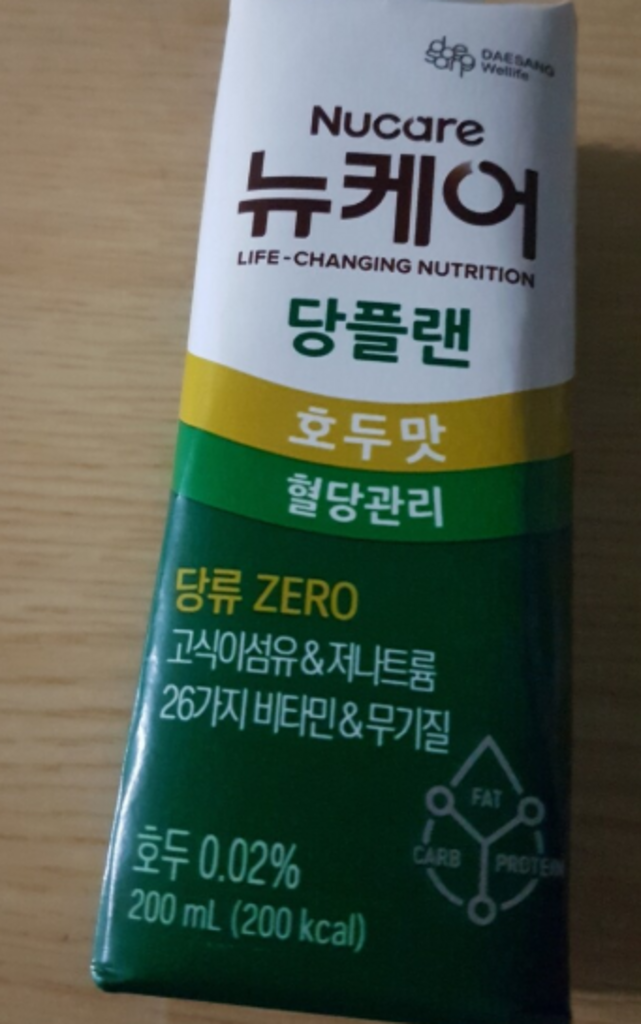 DAESANG
Wellife
Nucare
뉴케어
LIFE-CHANGING NUTRITION
당플랜
호두맛
혈당관리
당류 ZERO
고식이섬유&저나트륨
26가지 비타민&무기질
FAT
CARB PROTEIN
호두 0.02%
200 mL (200 kcal)